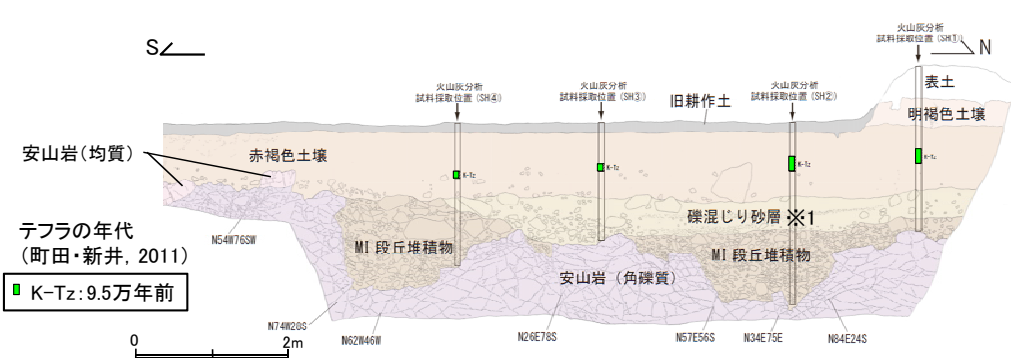 火山灰分析
試料採取位置 (SH①)
S
N
火山灰分析
試料採取位置 (SH④)
火山灰分析
試料採取位置 (SH③)
火山灰分析
試料採取位置 (SH②)
表土
旧耕作土
明褐色土壌
安山岩(均質)
赤褐色土壌
K-Tz
K-Tz
K-Tz
K-Tz
礫混じり砂層 ※1
N54W76SW
テフラの年代
(町田・新井, 2011)
K-Tz:9.5万年前
MI 段丘堆積物
MI 段丘堆積物
安山岩 (角礫質)
N74W20S
N62W46W
N26E78S
N57E56S
N34E75E
N84E24S
0
2m